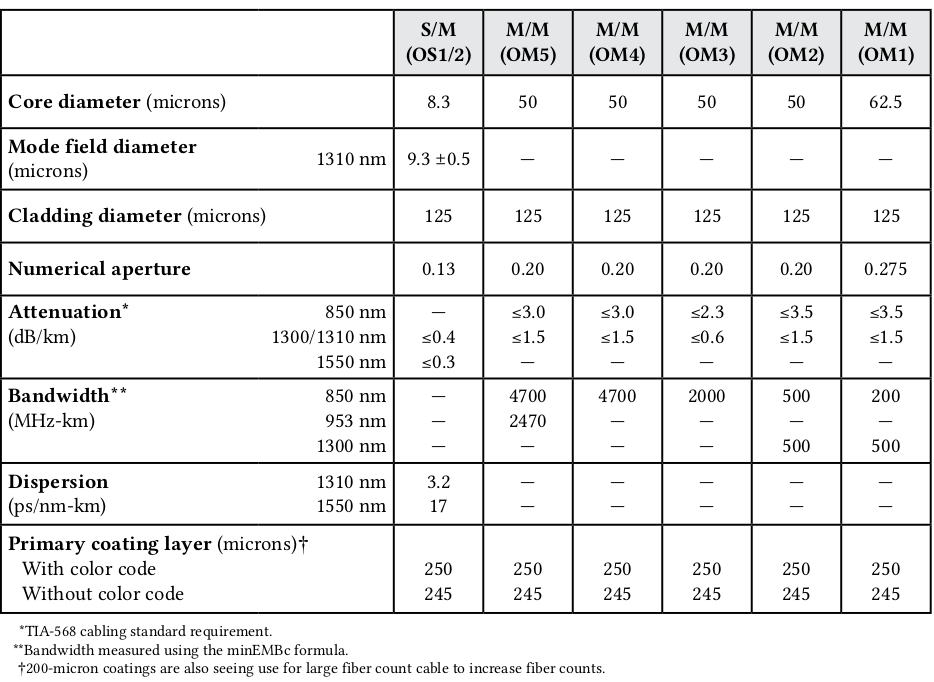 S/M M/M M/M M/M M/M M/M
(OS1/2) (OM5) (OM4) (OM3) (OM2) (OM1)
Core diameter (microns) 8.3 50 50 50 50 62.5
Mode field diameter
(microns) 1310 nm 9.3 ±0.5 — — — — —
Cladding diameter (microns) 125 125 125 125 125 125
Numerical aperture 0.13 0.20 0.20 0.20 0.20 0.275
Attenuation* 850 nm — ≤3.0 ≤3.0 ≤2.3 ≤3.5 ≤3.5
(dB/km) 1300/1310 nm ≤0.4 ≤1.5 ≤1.5 ≤0.6 ≤1.5 ≤1.5
1550 nm ≤0.3 — — — — —
Bandwidth** 850 nm — 4700 4700 2000 500 200
(MHz-km) 953 nm — 2470 — — — —
1300 nm — — — — 500 500
Dispersion 1310 nm 3.2 — — — — —
(ps/nm-km) 1550 nm 17 — — — — —
Primary coating layer (microns)†
With color code 250 250 250 250 250 250
Without color code 245 245 245 245 245 245
*TIA-568 cabling standard requirement.
**Bandwidth measured using the minEMBc formula.
†200-micron coatings are also seeing use for large fiber count cable to increase fiber counts.